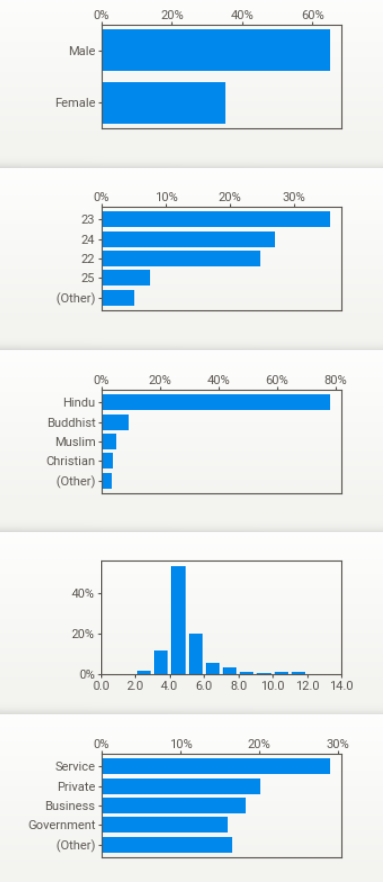 0% 20% 40% 60%
Male
Female
0% 10% 20% 30%
23
24
22
25
(Other)
0% 20% 40% 60% 80%
Hindu
Buddhist
Muslim
Christian
(Other)
40%
20%
0%
0.0 2.0 4.0 6.0 8.0 10.0 12.0 14.0
0% 10% 20% 30%
Service
Private
Business
Government
(Other)